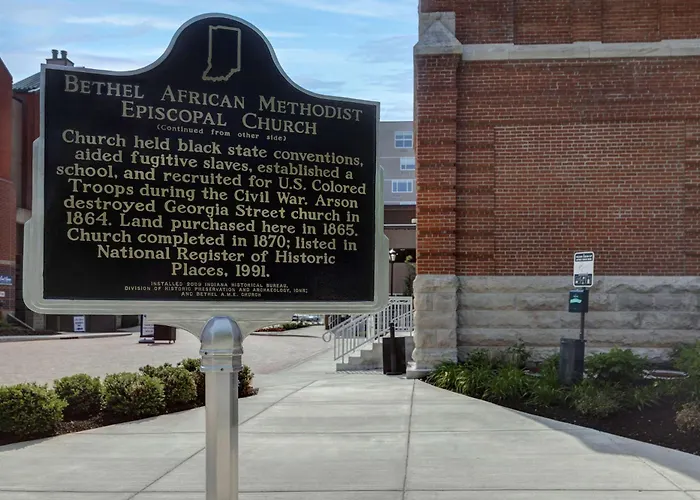 BETHEL AFRICAN METHODIST
EPISCOPAL CHURCH
(Continued from other side)
Church held black state conventions,
aided fugitive slaves, established a
school, and recruited for U.S. Colored
Troops during the Civil War. Arson
destroyed Georgia Street church in
1864. Land purchased here in 1865.
Church completed in 1870; listed in
National Register of Historic
Places, 1991.
INSTALLED 2009 INDIANA HISTORICAL BUREAU,
DIVISION OF HISTORIC PRESERVATION AND ARCHAEOLOGY, IDNR;
AND BETHEL A.M.E. CHURCH